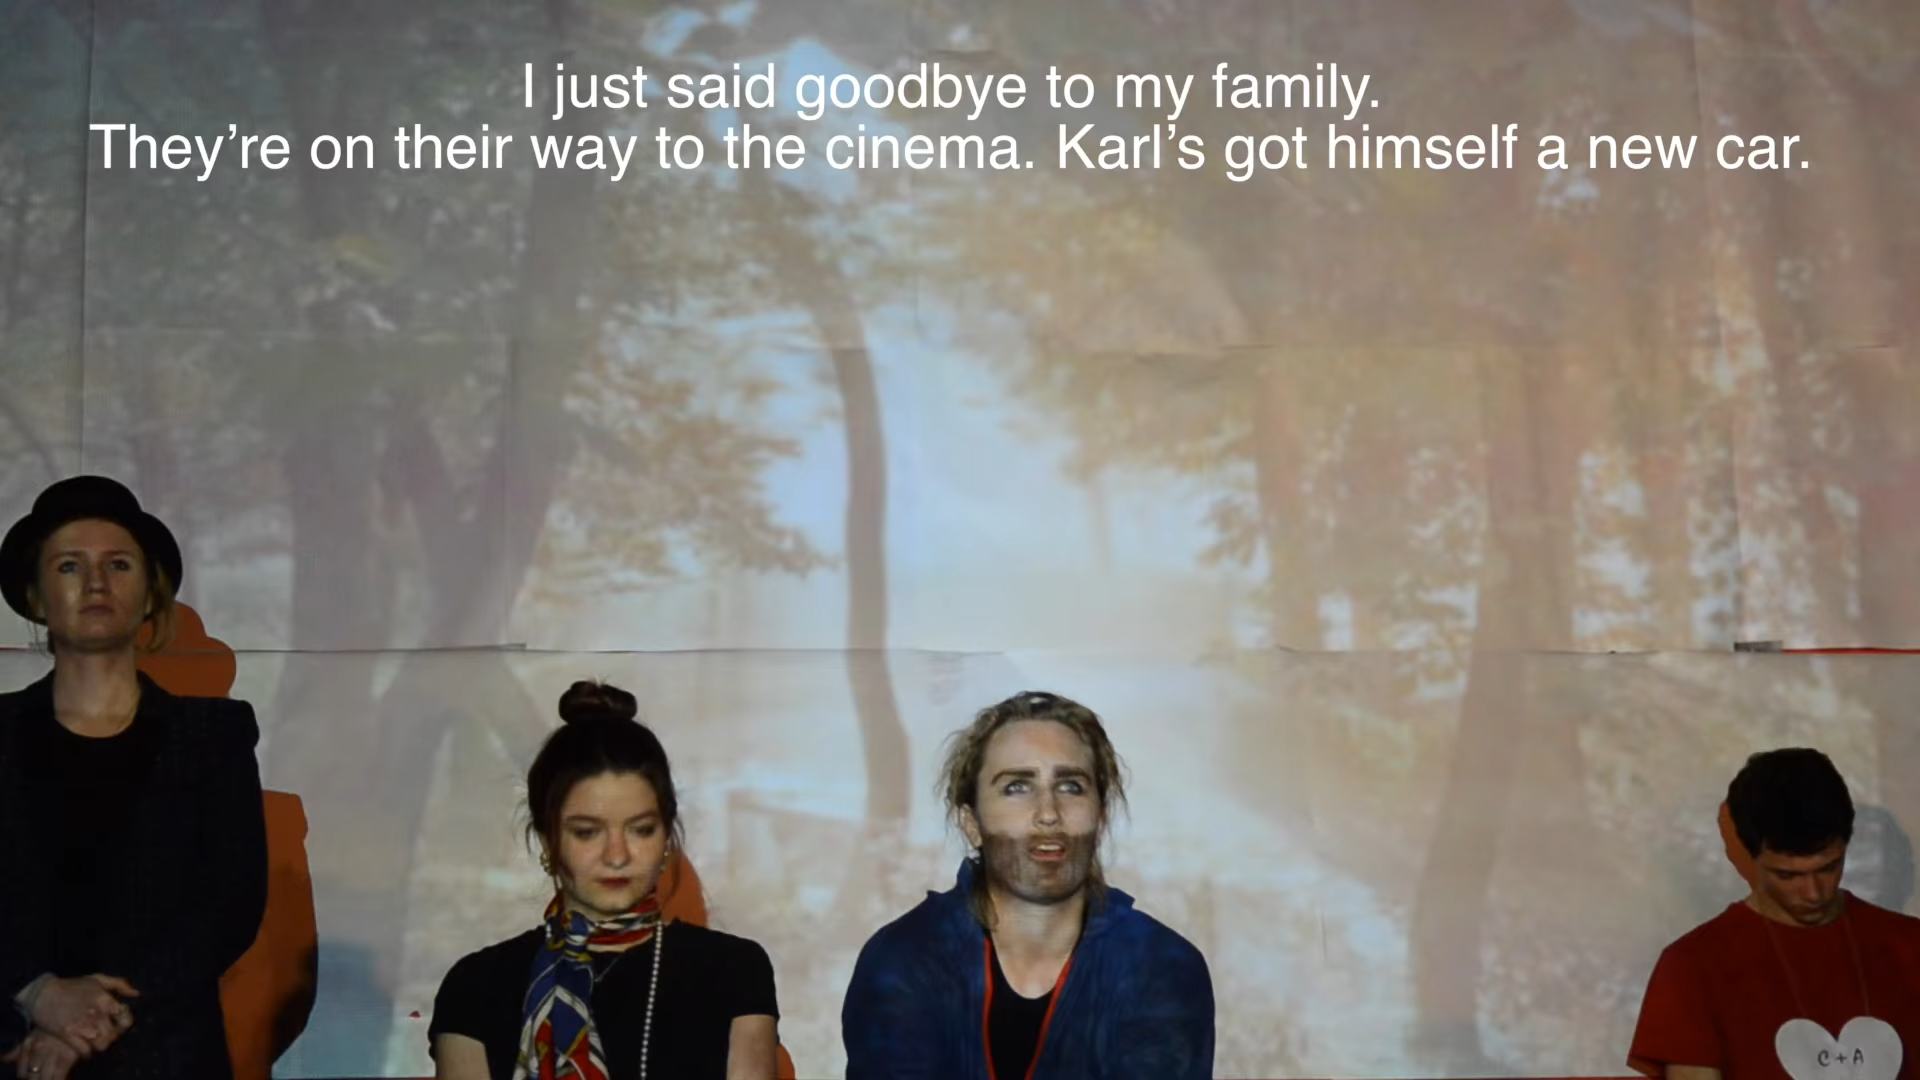 I just said goodbye to my family.
They’re on their way to the cinema. Karl’s got himself a new car.
C + A